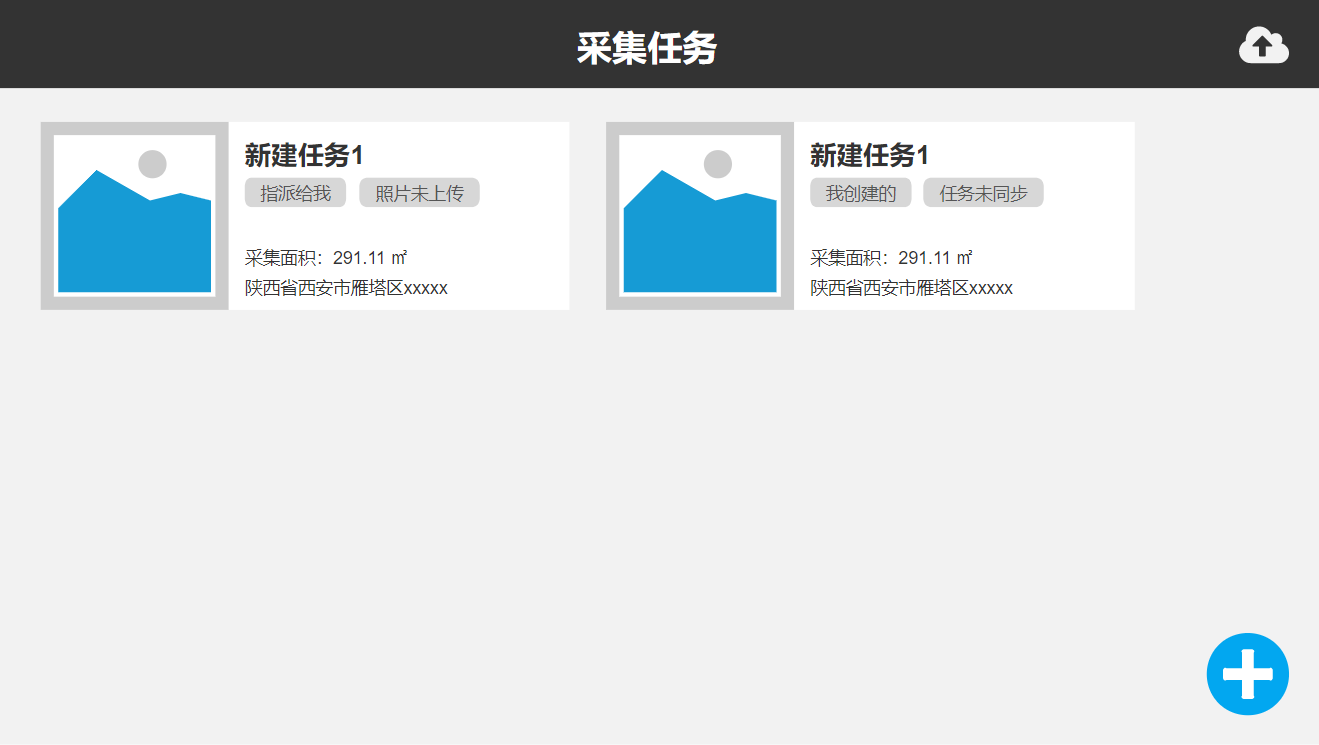 采集任务
新建任务1
指派给我 照片未上传
采集面积：291.11 ㎡
陕西省西安市雁塔区xxxxx
新建任务1
我创建的 任务未同步
采集面积：291.11 ㎡
陕西省西安市雁塔区xxxxx